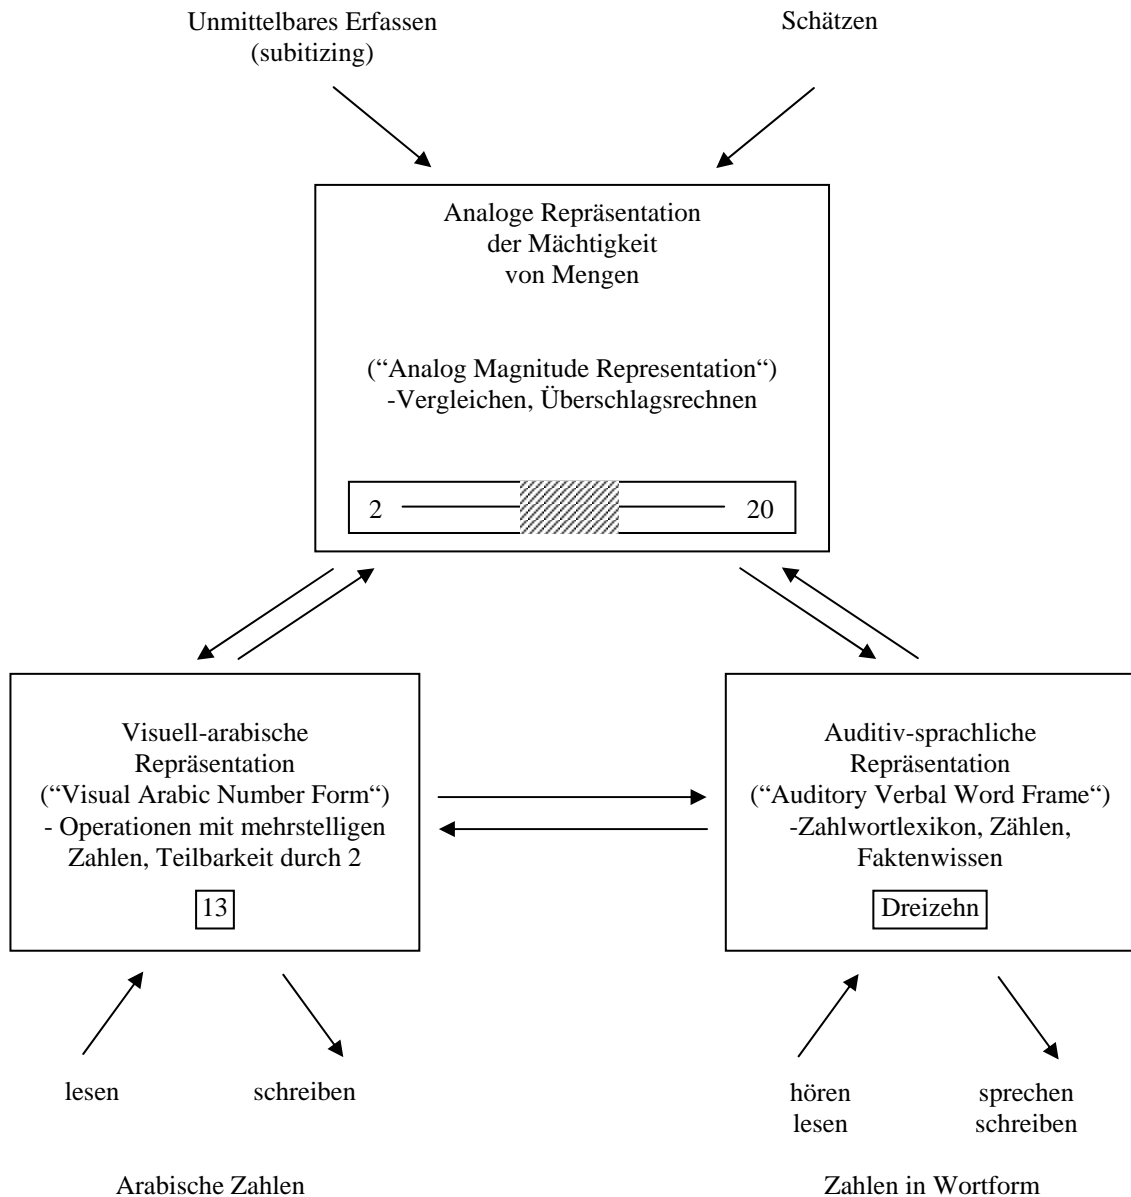 Unmittelbares Erfassen
(subitizing)
Schätzen
Analoge Repräsentation
der Mächtigkeit
von Mengen
(“Analog Magnitude Representation“)
-Vergleichen, Überschlagsrechnen
2
20
Visuell-arabische
Repräsentation
(“Visual Arabic Number Form“)
- Operationen mit mehrstelligen
Zahlen, Teilbarkeit durch 2
13
Auditiv-sprachliche
Repräsentation
(“Auditory Verbal Word Frame“)
-Zahlwortlexikon, Zählen,
Faktenwissen
Dreizehn
lesen
schreiben
hören
lesen
sprechen
schreiben
Arabische Zahlen
Zahlen in Wortform